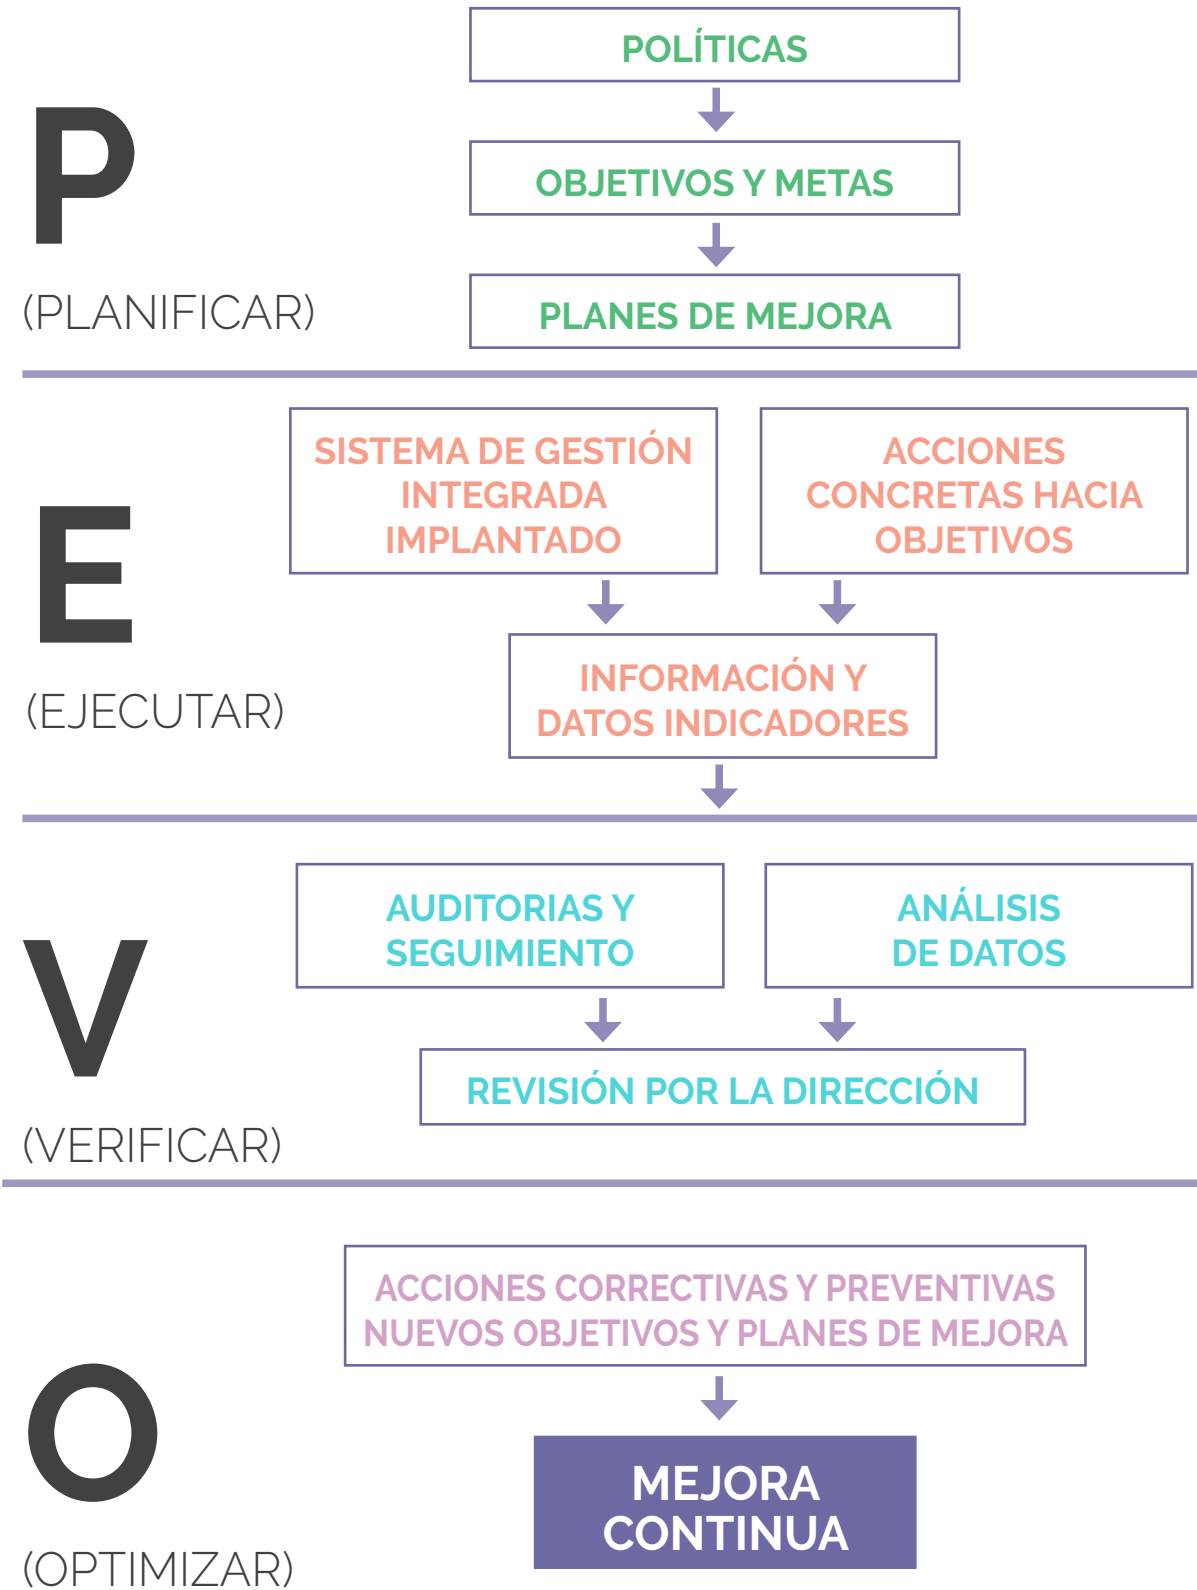 P
(PLANIFICAR)
POLÍTICAS
OBJETIVOS Y METAS
PLANES DE MEJORA
E
(EJECUTAR)
SISTEMA DE GESTIÓN
INTEGRADA
IMPLANTADO
ACCIONES
CONCRETAS HACIA
OBJETIVOS
INFORMACIÓN Y
DATOS INDICADORES
V
(VERIFICAR)
AUDITORIAS Y
SEGUIMIENTO
ANÁLISIS
DE DATOS
REVISIÓN POR LA DIRECCIÓN
O
(OPTIMIZAR)
ACCIONES CORRECTIVAS Y PREVENTIVAS
NUEVOS OBJETIVOS Y PLANES DE MEJORA
MEJORA
CONTINUA